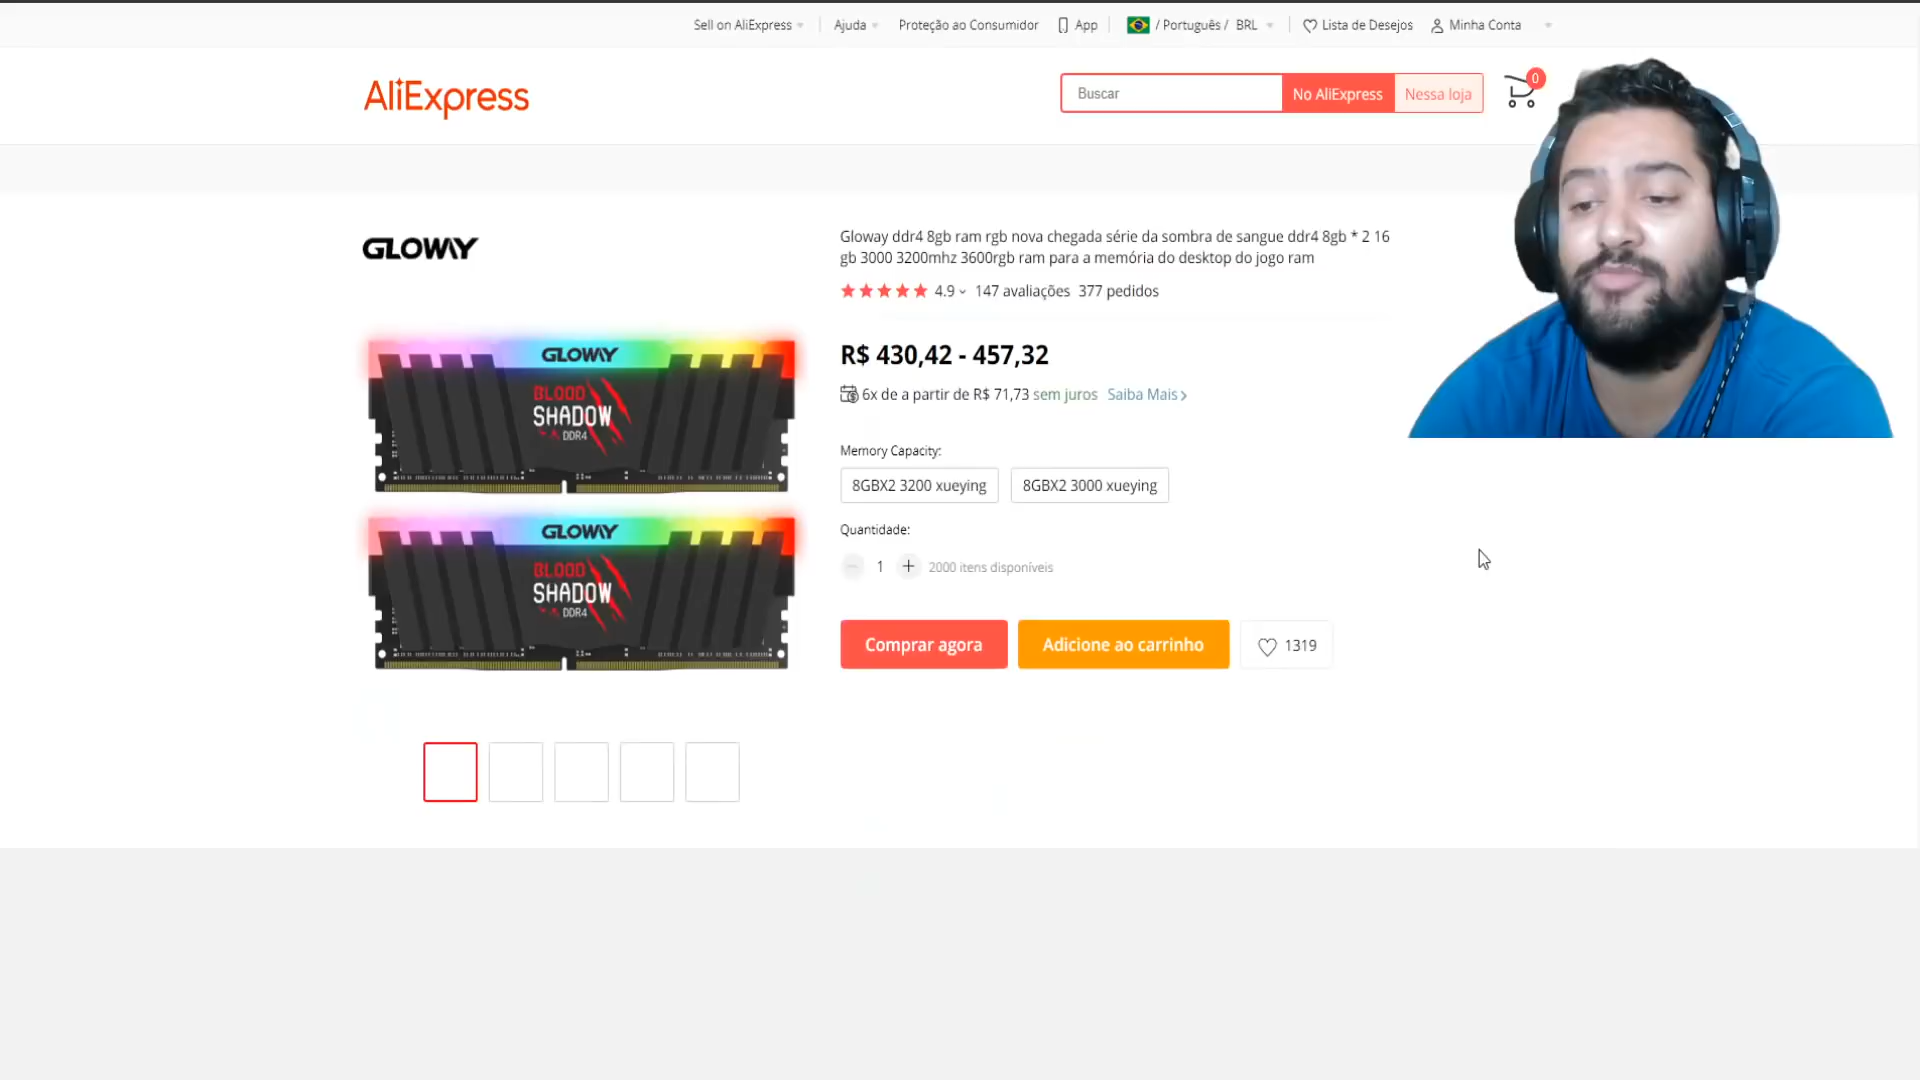 Sell on AliExpress
Ajuda
Proteção ao Consumidor
App
/ Português / BRL
Lista de Desejos
Minha Conta
AliExpress
Buscar
No AliExpress
Nessa loja
0
GLOWAY
Gloway ddr4 8gb ram rgb nova chegada série da sombra de sangue ddr4 8gb * 2 16
gb 3000 3200mhz 3600rgb ram para a memória do desktop do jogo ram
4.9
147 avaliações
377 pedidos
GLOWAY
BLOOD
SHADOW
DDR4
R$ 430,42 - 457,32
6x de a partir de R$ 71,73 sem juros
Saiba Mais
Memory Capacity:
8GBX2 3200 xueying
8GBX2 3000 xueying
GLOWAY
BLOOD
SHADOW
DDR4
Quantidade:
1
2000 itens disponíveis
Comprar agora
Adicione ao carrinho
1319